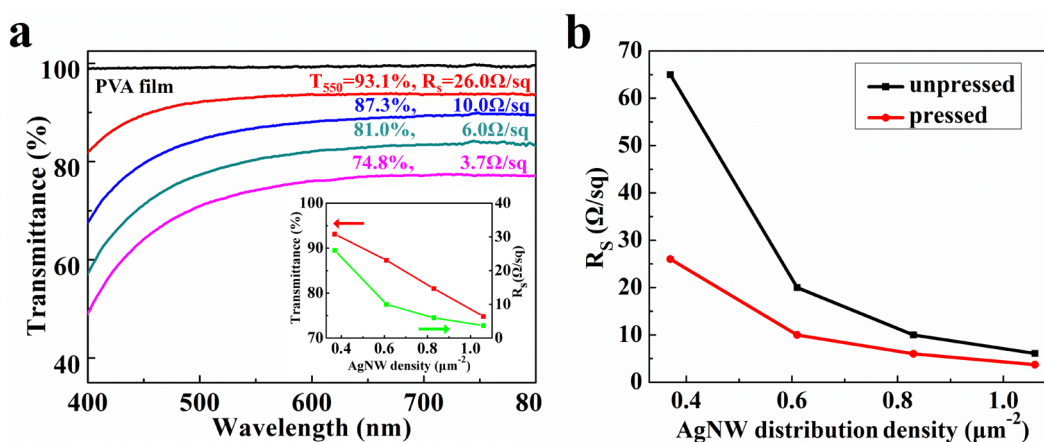 a
100
80
60
40
Transmittance (%)
PVA film
T550=93.1%, Rs=26.0Ω/sq
87.3%, 10.0Ω/sq
81.0%, 6.0Ω/sq
74.8%, 3.7Ω/sq
100
90
80
70
Transmittance (%)
40
30
20
10
0
Rs(Ω/sq)
0.4 0.6 0.8 1.0
AgNW density (μm-2)
400 500 600 700 80
Wavelength (nm)
b
70
60
50
40
30
20
10
0
RS (Ω/sq)
unpressed
pressed
0.4 0.6 0.8 1.0
AgNW distribution density (μm-2)